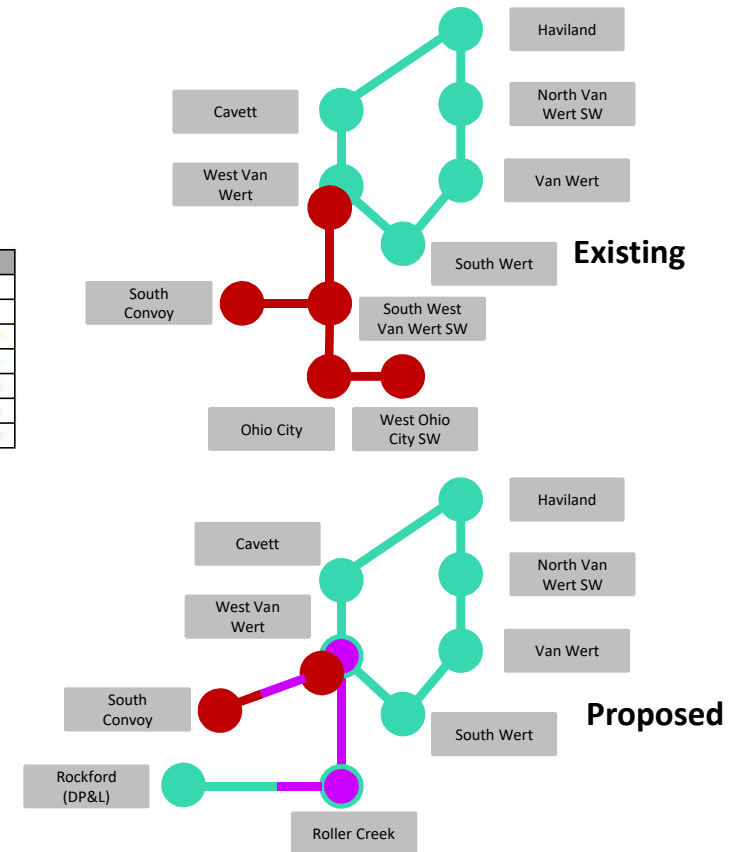 Haviland
Cavett
North Van
Wert SW
West Van
Wert
Van Wert
South Wert
Existing
South
Convoy
South West
Van Wert SW
Ohio City
West Ohio
City SW
Haviland
Cavett
North Van
Wert SW
West Van
Wert
Van Wert
South
Convoy
South Wert
Proposed
Rockford
(DP&L)
Roller Creek